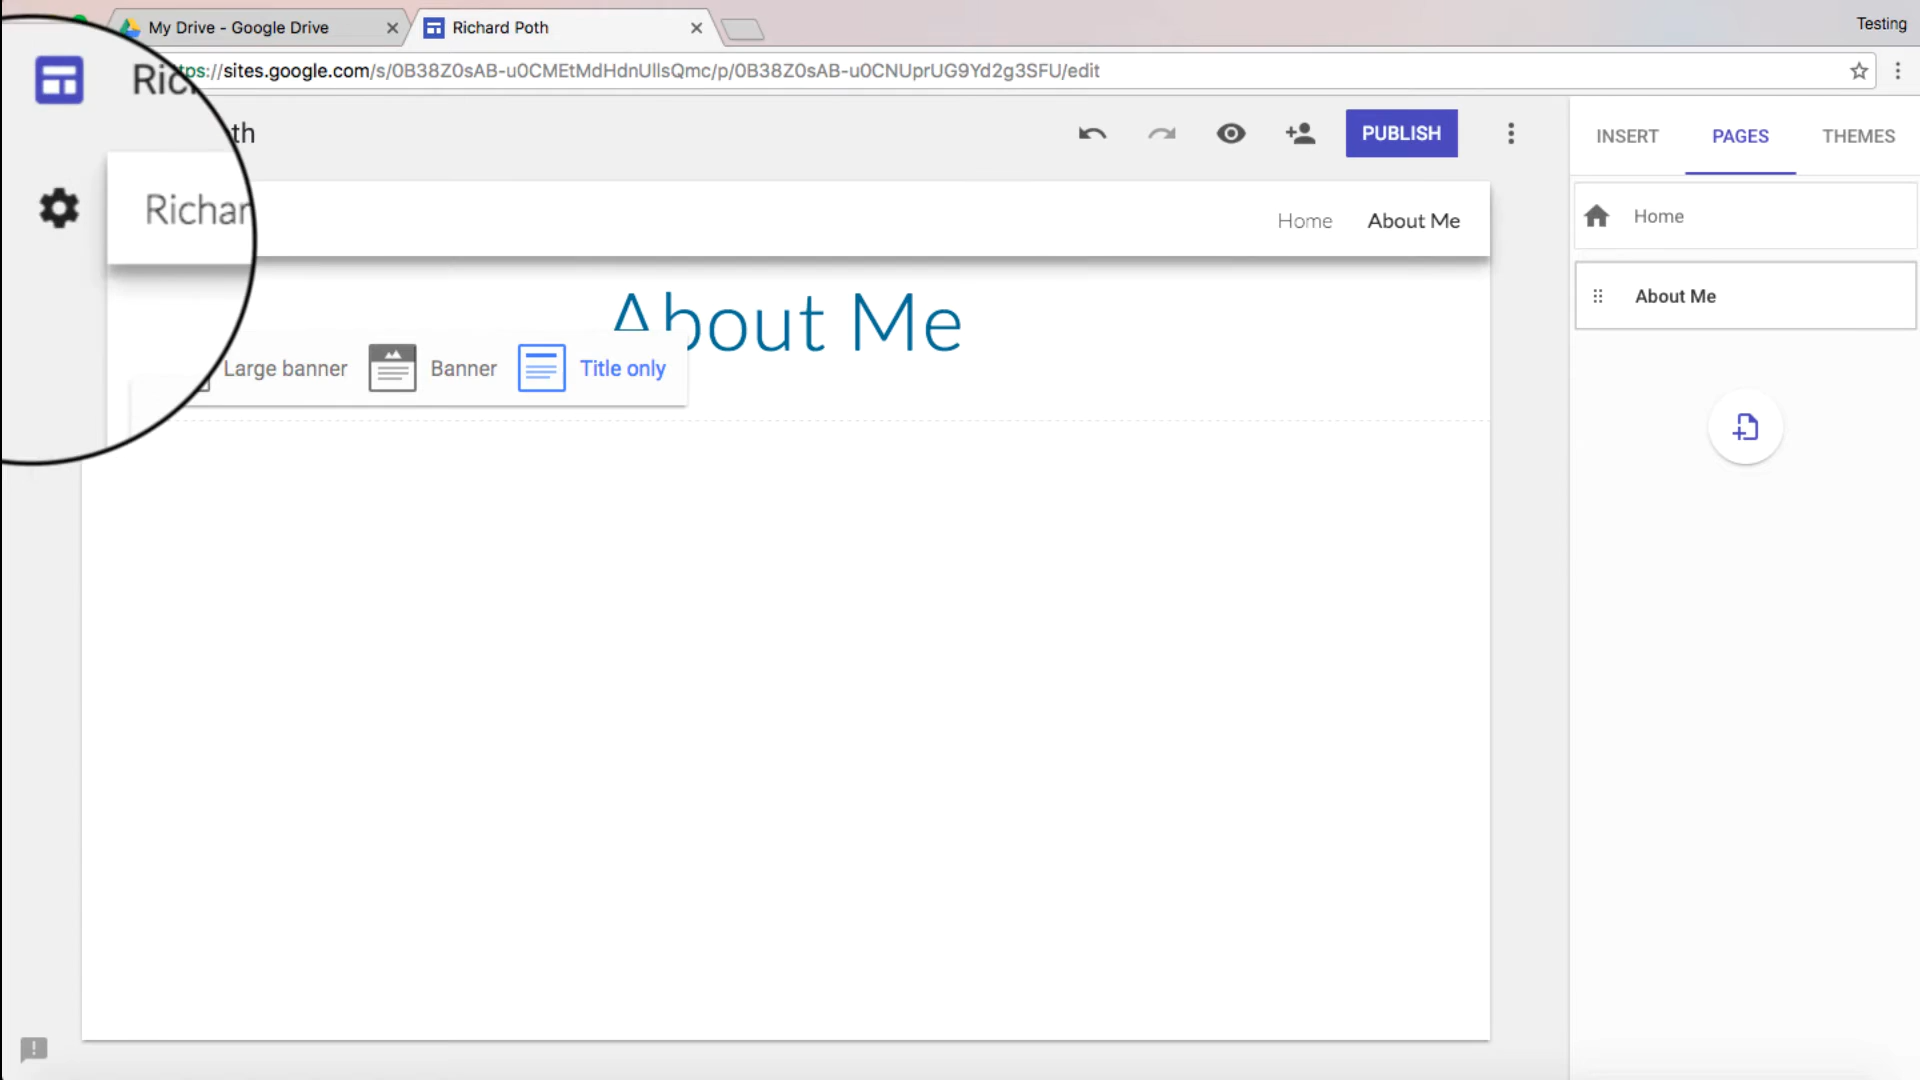 My Drive - Google Drive
Richard Poth
Testing
tps://sites.google.com/s/0B38Z0sAB-u0CMEtMdHdnUllsQmc/p/0B38Z0sAB-u0CNUprUG9Yd2g3SFU/edit
Ric
th
PUBLISH
INSERT
PAGES
THEMES
Richar
Home
About Me
Home
About Me
About Me
Large banner
Banner
Title only